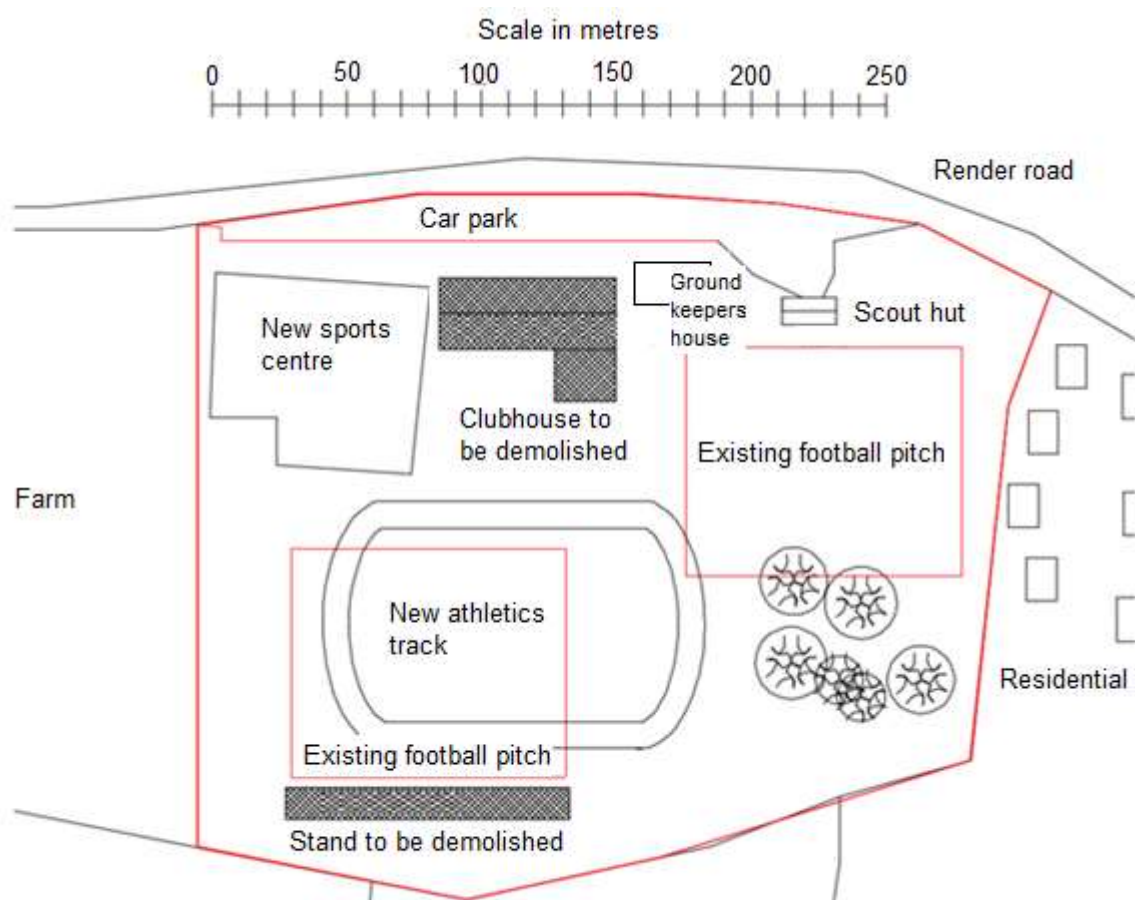 Scale in metres
0 50 100 150 200 250
Render road
Car park
Ground
keepers
house
Scout hut
New sports
centre
Clubhouse to
be demolished
Existing football pitch
Farm
New athletics
track
Residential
Existing football pitch
Stand to be demolished